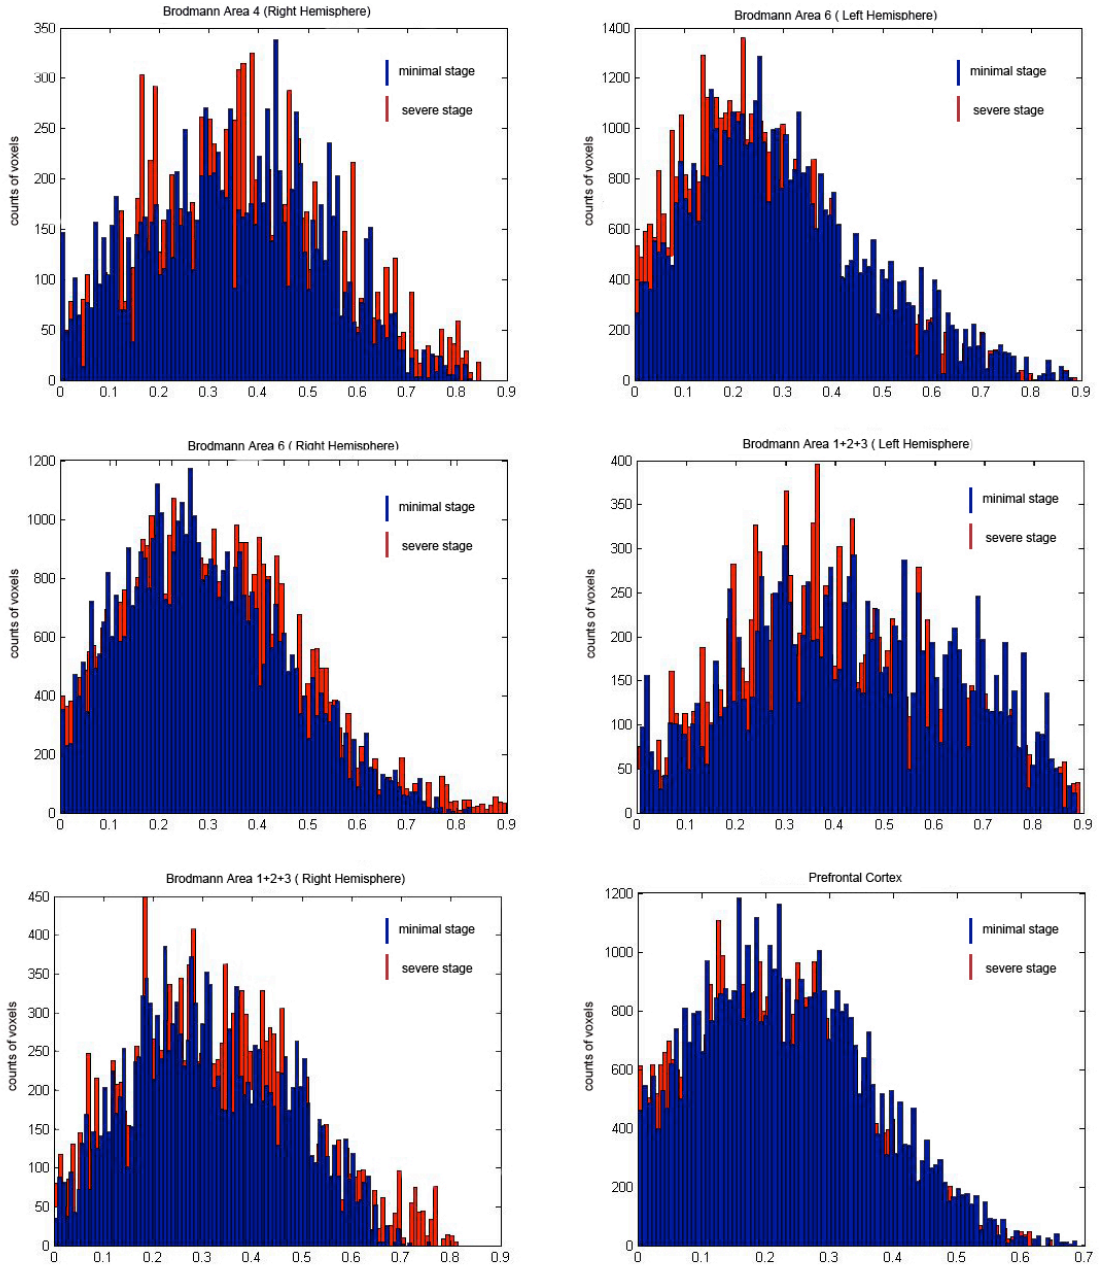 Brodmann Area 4 (Right Hemisphere)
350
300
250
200
150
100
50
0
counts of voxels
minimal stage
severe stage
0 0.1 0.2 0.3 0.4 0.5 0.6 0.7 0.8 0.9
Brodmann Area 6 ( Left Hemisphere)
1400
1200
1000
800
600
400
200
0
counts of voxels
minimal stage
severe stage
0 0.1 0.2 0.3 0.4 0.5 0.6 0.7 0.8 0.9
Brodmann Area 6 ( Right Hemisphere)
1200
1000
800
600
400
200
0
counts of voxels
minimal stage
severe stage
0 0.1 0.2 0.3 0.4 0.5 0.6 0.7 0.8 0.9
Brodmann Area 1+2+3 ( Left Hemisphere)
400
350
300
250
200
150
100
50
0
counts of voxels
minimal stage
severe stage
0 0.1 0.2 0.3 0.4 0.5 0.6 0.7 0.8 0.9
Brodmann Area 1+2+3 ( Right Hemisphere)
450
400
350
300
250
200
150
100
50
0
counts of voxels
minimal stage
severe stage
0 0.1 0.2 0.3 0.4 0.5 0.6 0.7 0.8 0.9
Prefrontal Cortex
1200
1000
800
600
400
200
0
counts of voxels
minimal stage
severe stage
0 0.1 0.2 0.3 0.4 0.5 0.6 0.7